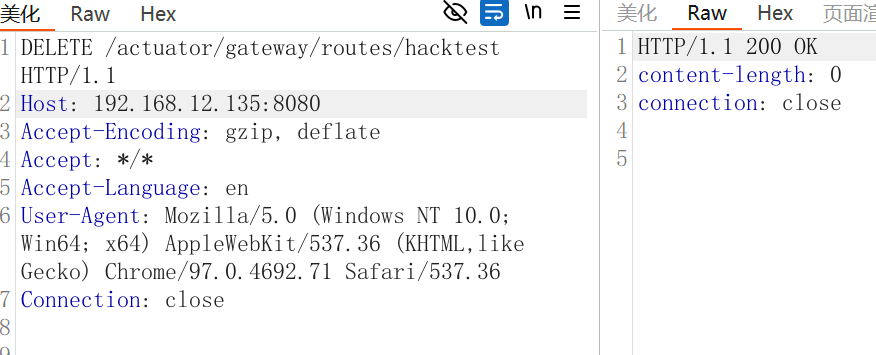 美化 Raw Hex \n
1 DELETE /actuator/gateway/routes/hacktest
HTTP/1.1
2 Host: 192.168.12.135:8080
3 Accept-Encoding: gzip, deflate
4 Accept: */*
5 Accept-Language: en
6 User-Agent: Mozilla/5.0 (Windows NT 10.0;
Win64; x64) AppleWebKit/537.36 (KHTML,like
Gecko) Chrome/97.0.4692.71 Safari/537.36
7 Connection: close
8
9
美化 Raw Hex 页面渲
1 HTTP/1.1 200 OK
2 content-length: 0
3 connection: close
4
5